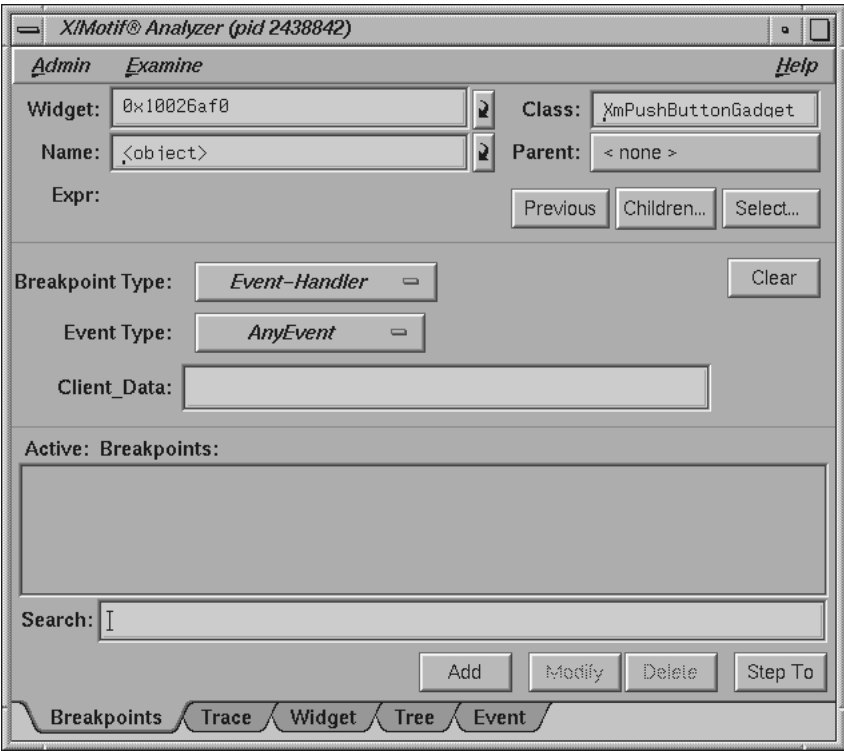 X/Motif® Analyzer (pid 2438842)
Admin Examine Help
Widget: 0x10026af0 Class: XmPushButtonGadget
Name: <object> Parent: < none >
Expr:
Previous Children... Select...
Breakpoint Type: Event-Handler Clear
Event Type: AnyEvent
Client_Data:
Active: Breakpoints:
Search:
Add Modify Delete Step To
Breakpoints Trace Widget Tree Event